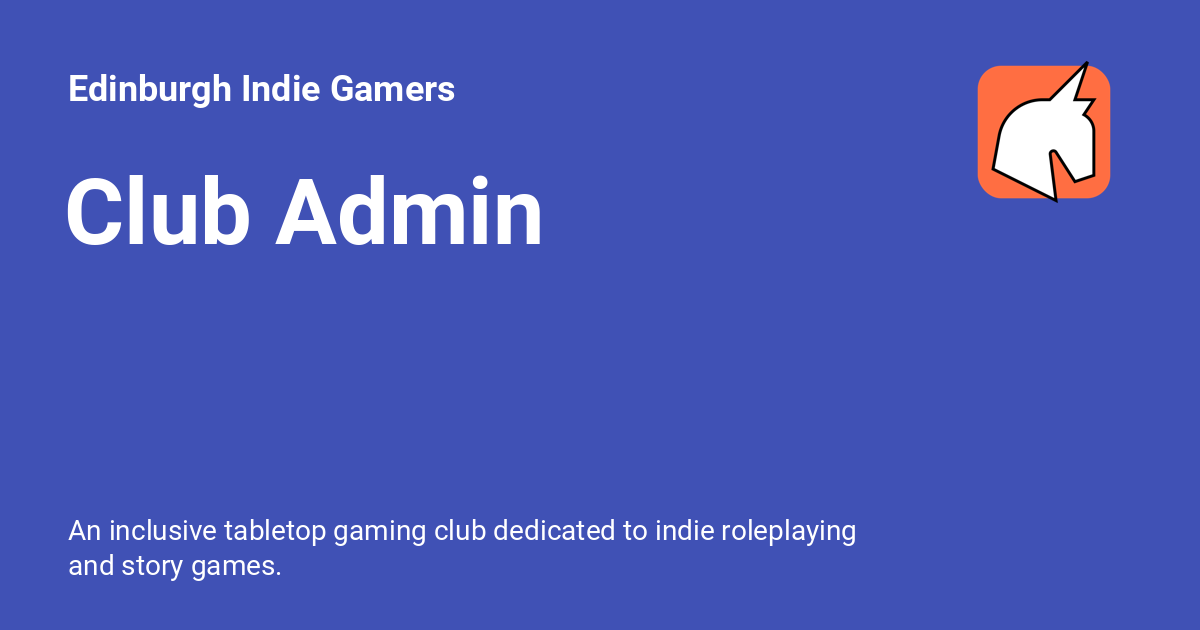 Edinburgh Indie Gamers
Club Admin
An inclusive tabletop gaming club dedicated to indie roleplaying
and story games.